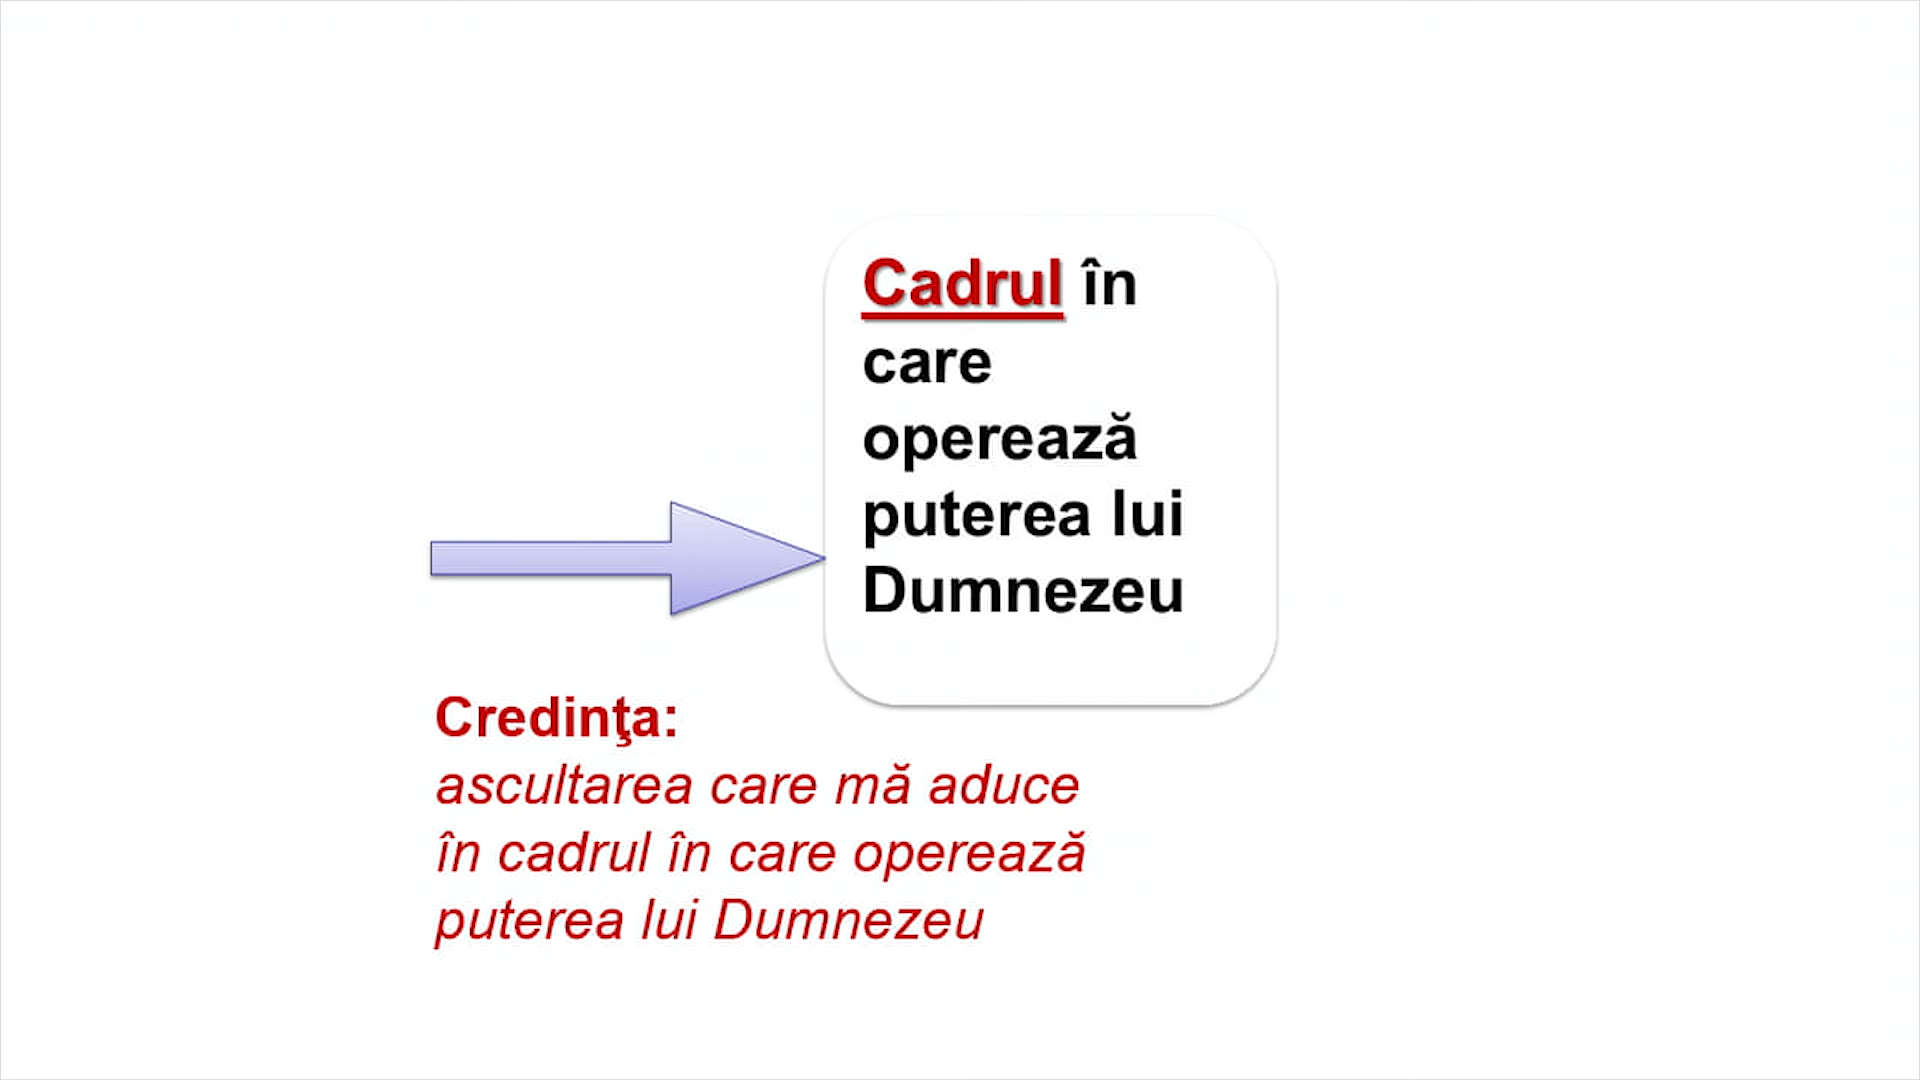 Cadrul în
care
operează
puterea lui
Dumnezeu
Credinţa:
ascultarea care mă aduce
în cadrul în care operează
puterea lui Dumnezeu